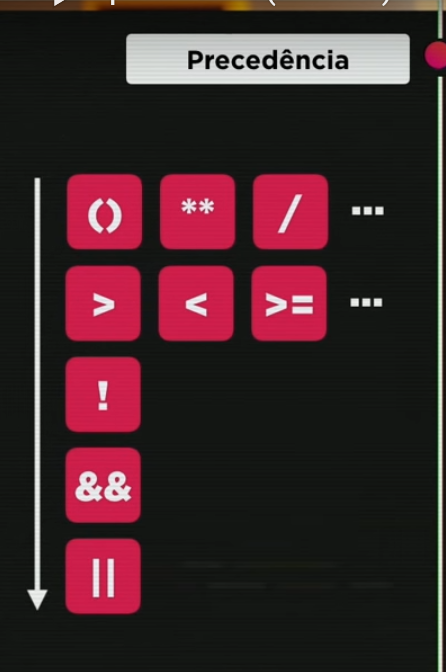 Precedência
() ** / ...
> < >= ...
!
&&
||